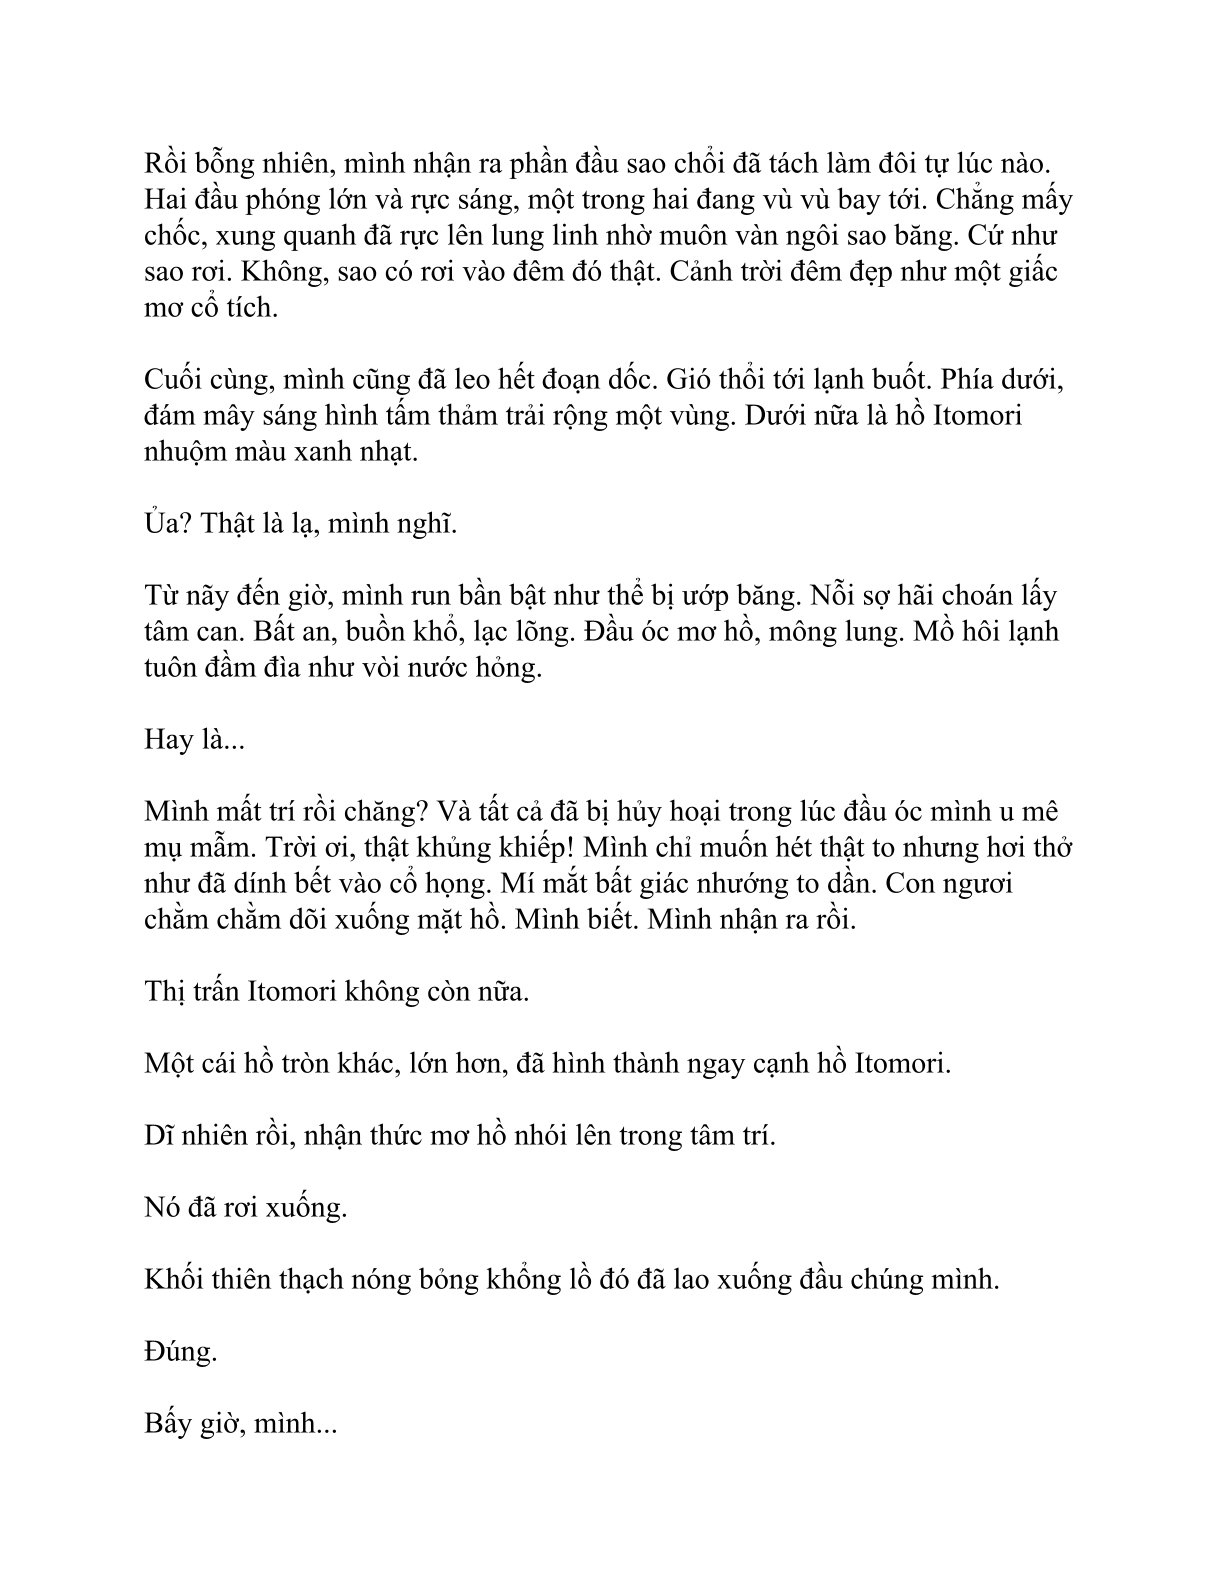 Rồi bỗng nhiên, mình nhận ra phần đầu sao chổi đã tách làm đôi tự lúc nào.
Hai đầu phóng lớn và rực sáng, một trong hai đang vù vù bay tới. Chẳng mấy
chốc, xung quanh đã rực lên lung linh nhờ muôn vàn ngôi sao băng. Cứ như
sao rơi. Không, sao có rơi vào đêm đó thật. Cảnh trời đêm đẹp như một giấc
mơ cổ tích.
Cuối cùng, mình cũng đã leo hết đoạn dốc. Gió thổi tới lạnh buốt. Phía dưới,
đám mây sáng hình tấm thảm trải rộng một vùng. Dưới nữa là hồ Itomori
nhuộm màu xanh nhạt.
Ủa? Thật là lạ, mình nghĩ.
Từ nãy đến giờ, mình run bần bật như thể bị ướp băng. Nỗi sợ hãi choán lấy
tâm can. Bất an, buồn khổ, lạc lõng. Đầu óc mơ hồ, mông lung. Mồ hôi lạnh
tuôn đầm đìa như vòi nước hỏng.
Hay là...
Mình mất trí rồi chăng? Và tất cả đã bị hủy hoại trong lúc đầu óc mình u mê
mụ mẫm. Trời ơi, thật khủng khiếp! Mình chỉ muốn hét thật to nhưng hơi thở
như đã dính bết vào cổ họng. Mí mắt bất giác nhướng to dần. Con ngươi
chằm chằm dõi xuống mặt hồ. Mình biết. Mình nhận ra rồi.
Thị trấn Itomori không còn nữa.
Một cái hồ tròn khác, lớn hơn, đã hình thành ngay cạnh hồ Itomori.
Dĩ nhiên rồi, nhận thức mơ hồ nhói lên trong tâm trí.
Nó đã rơi xuống.
Khối thiên thạch nóng bỏng khổng lồ đó đã lao xuống đầu chúng mình.
Đúng.
Bấy giờ, mình...